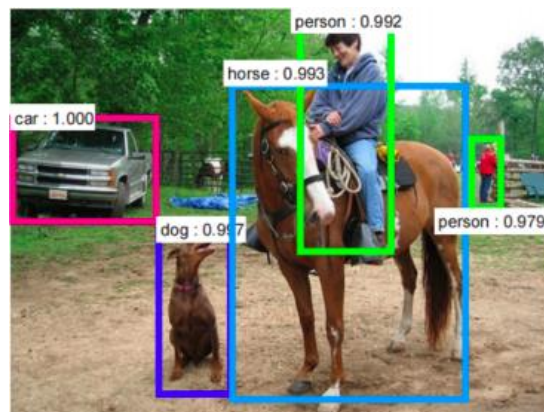 person : 0.992
horse : 0.993
car : 1.000
dog : 0.997
person : 0.979